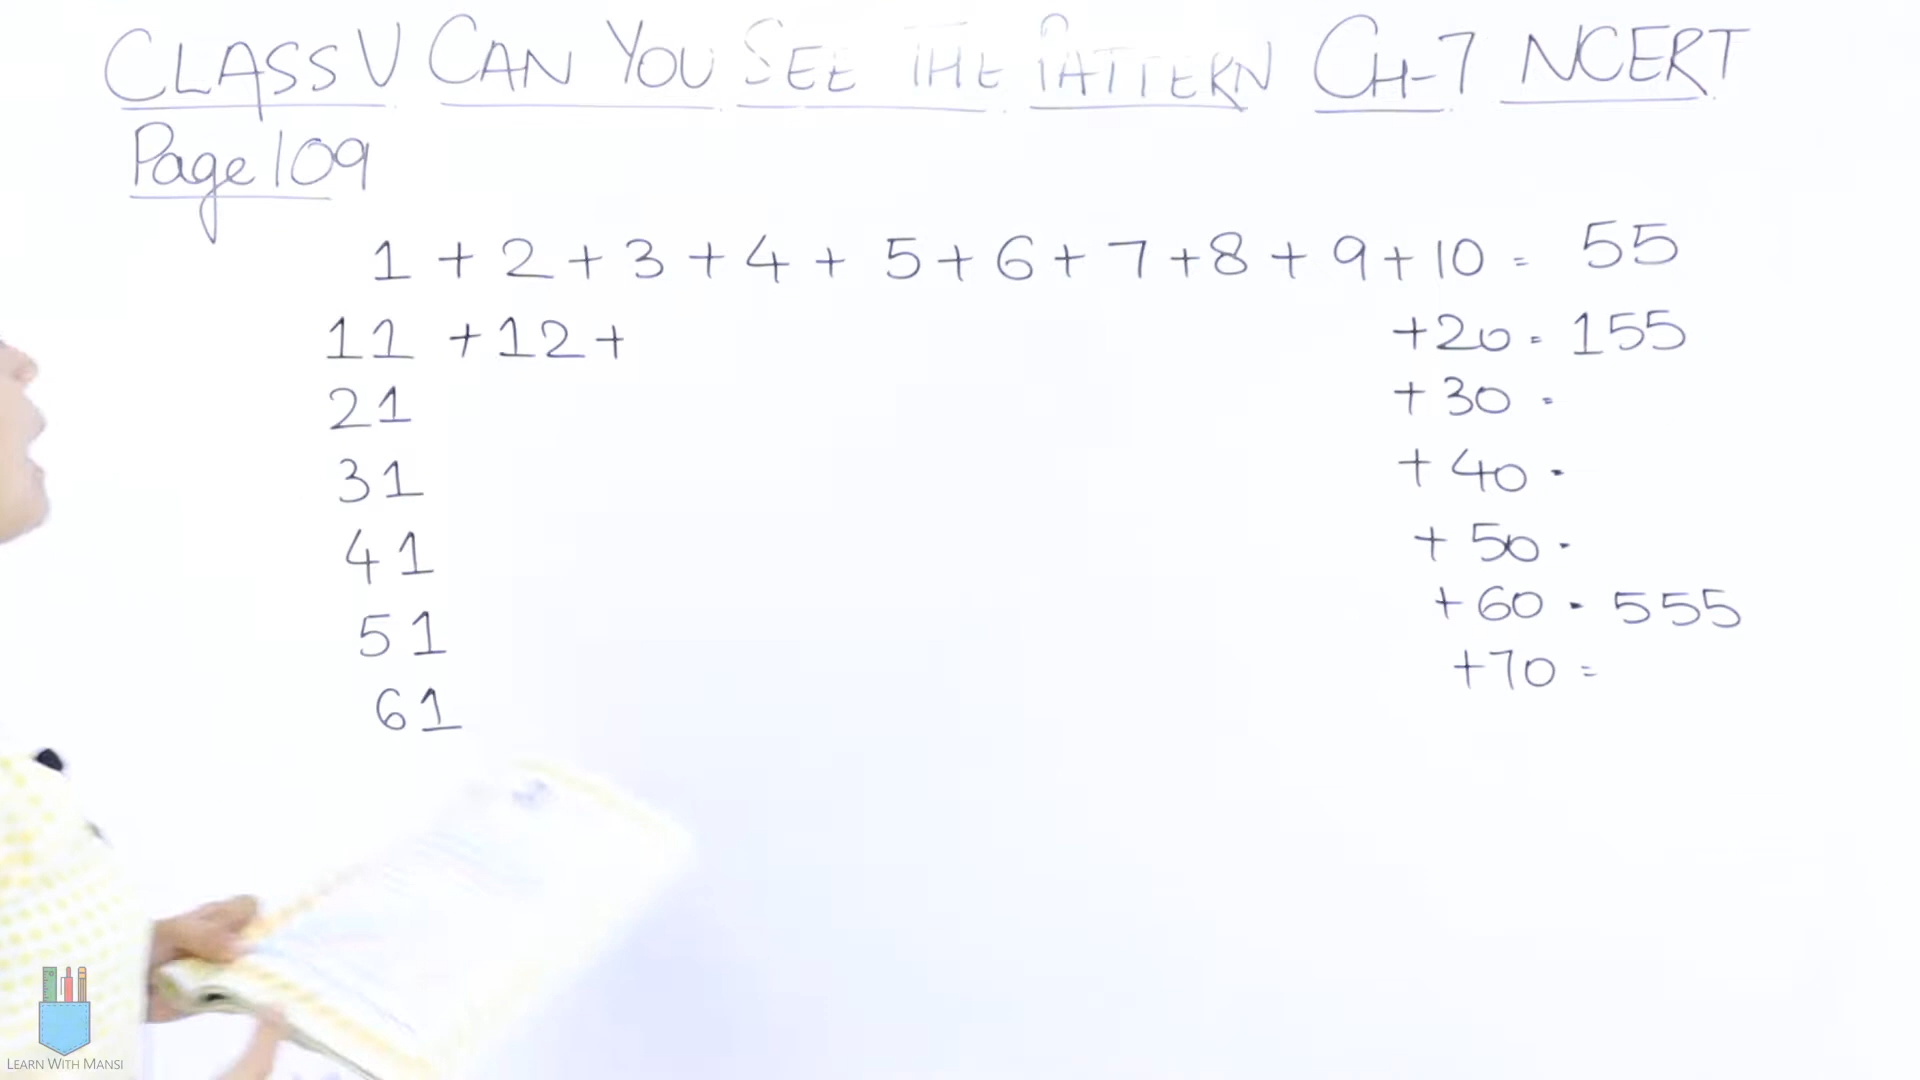 CLASS V CAN YOU SEE THE PATTERN CH-7 NCERT
Page 109
1 + 2 + 3 + 4 + 5 + 6 + 7 + 8 + 9 + 10 = 55
11 + 12 + +20 = 155
21 + 30 =
31 + 40 =
41 + 50 =
51 + 60 = 555
61 +70 =
LEARN WITH MANSI